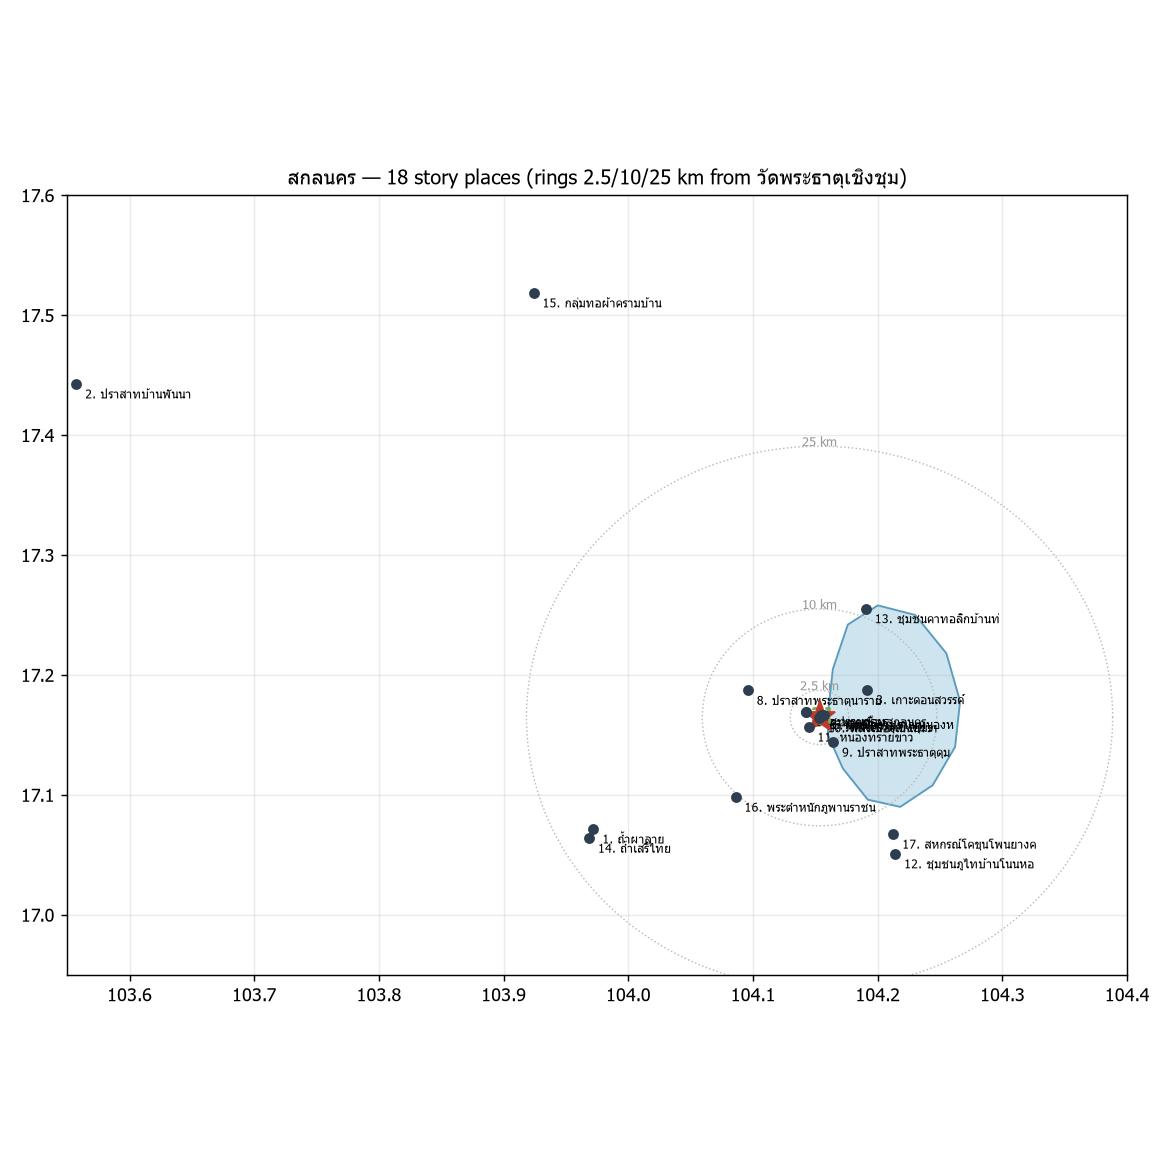 สกลนคร — 18 story places (rings 2.5/10/25 km from วัดพระธาตุเชิงชุม)
17.6
15. กลุ่มทอผ้าครามบ้าน
17.5
2. ปราสาทบ้านพันนา
17.4
25 km
17.3
10 km
13. ชุมชนคาทอลิกบ้านท่
17.2
2.5 km
8. ปราสาทพระธาตุนาราย
3. เกาะดอนสวรรค์
11. หนองทรายขาว
9. ปราสาทพระธาตุดุม
17.1
16. พระตำหนักภูพานราชน
1. ถ้ำผาลาย
14. ถ้ำเสรีไทย
17. สหกรณ์โคขุนโพนยางค
12. ชุมชนภูไทบ้านโนนหอ
17.0
103.6 103.7 103.8 103.9 104.0 104.1 104.2 104.3 104.4